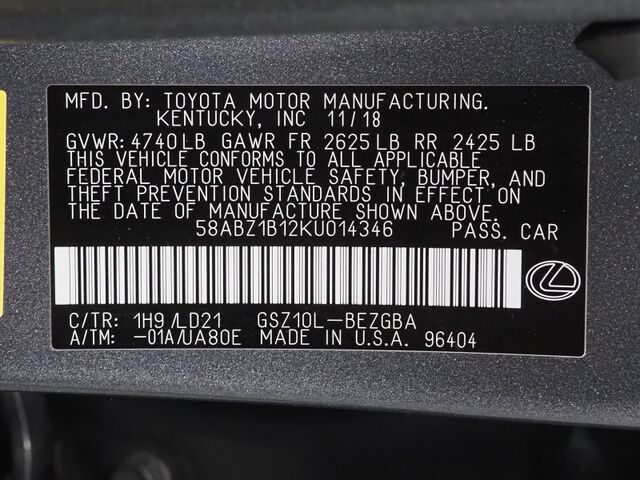 MFD. BY: TOYOTA MOTOR MANUFACTURING.
KENTUCKY, INC 11/18
GVWR: 4740 LB GAWR FR 2625 LB RR 2425 LB
THIS VEHICLE CONFORMS TO ALL APPLICABLE
FEDERAL MOTOR VEHICLE SAFETY, BUMPER, AND
THEFT PREVENTION STANDARDS IN EFFECT ON
THE DATE OF MANUFACTURE SHOWN ABOVE.
58ABZ1B12KU014346 PASS. CAR
C/TR: 1H9/LD21 GSZ10L-BEZGBA
A/TM: -01A/UA80E MADE IN U.S.A. 96404